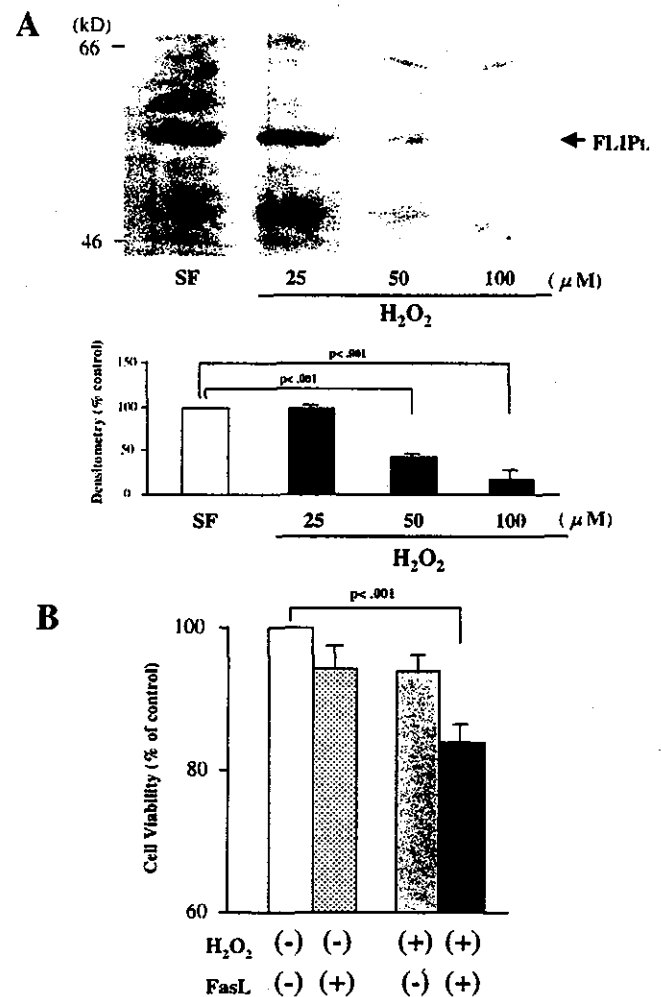 A (kD)
66
FLIPL
46
SF 25 50 100 (μM)
H₂O₂
Densitometry (% control)
150
100
50
0
p< .001
p< .001
SF 25 50 100 (μM)
H₂O₂
B
p< .001
Cell Viability (% of control)
100
80
60
H₂O₂ (-) (-) (+) (+)
FasL (-) (+) (-) (+)